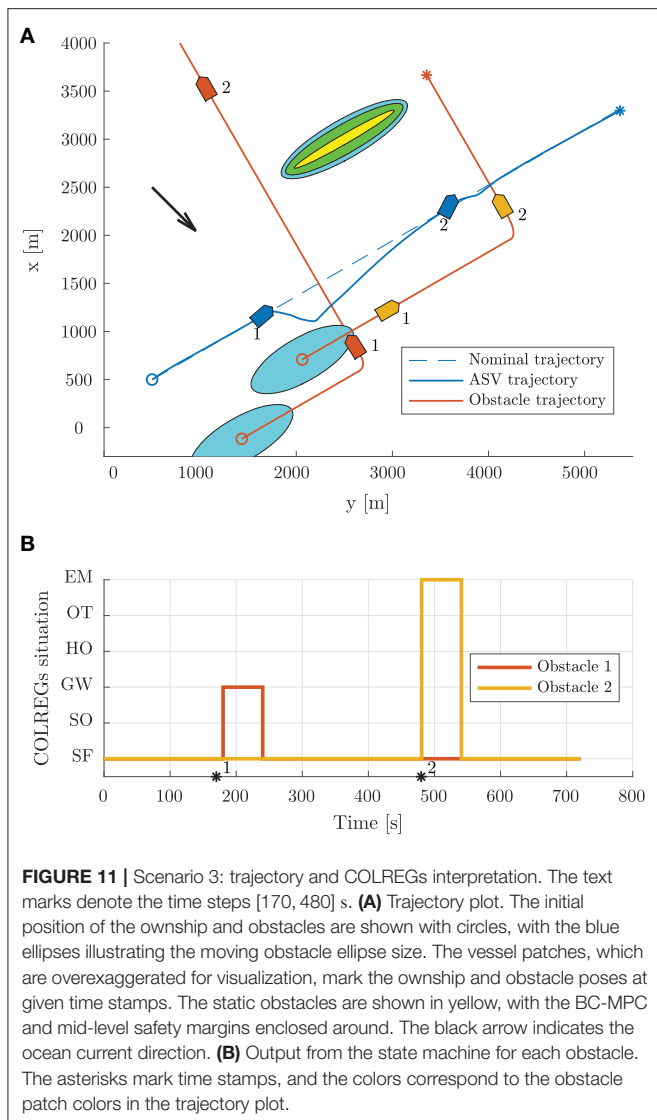 A
4000
3500
3000
2500
2000
1500
1000
500
0
x [m]
2
2
2
1
1
1
Nominal trajectory
ASV trajectory
Obstacle trajectory
0 1000 2000 3000 4000 5000
y [m]
B
EM
OT
HO
GW
SO
SF
COLREGs situation
Obstacle 1
Obstacle 2
1
2
0 100 200 300 400 500 600 700 800
Time [s]
FIGURE 11 | Scenario 3: trajectory and COLREGs interpretation. The text
marks denote the time steps [170, 480] s. (A) Trajectory plot. The initial
position of the ownship and obstacles are shown with circles, with the blue
ellipses illustrating the moving obstacle ellipse size. The vessel patches, which
are overexaggerated for visualization, mark the ownship and obstacle poses at
given time stamps. The static obstacles are shown in yellow, with the BC-MPC
and mid-level safety margins enclosed around. The black arrow indicates the
ocean current direction. (B) Output from the state machine for each obstacle.
The asterisks mark time stamps, and the colors correspond to the obstacle
patch colors in the trajectory plot.